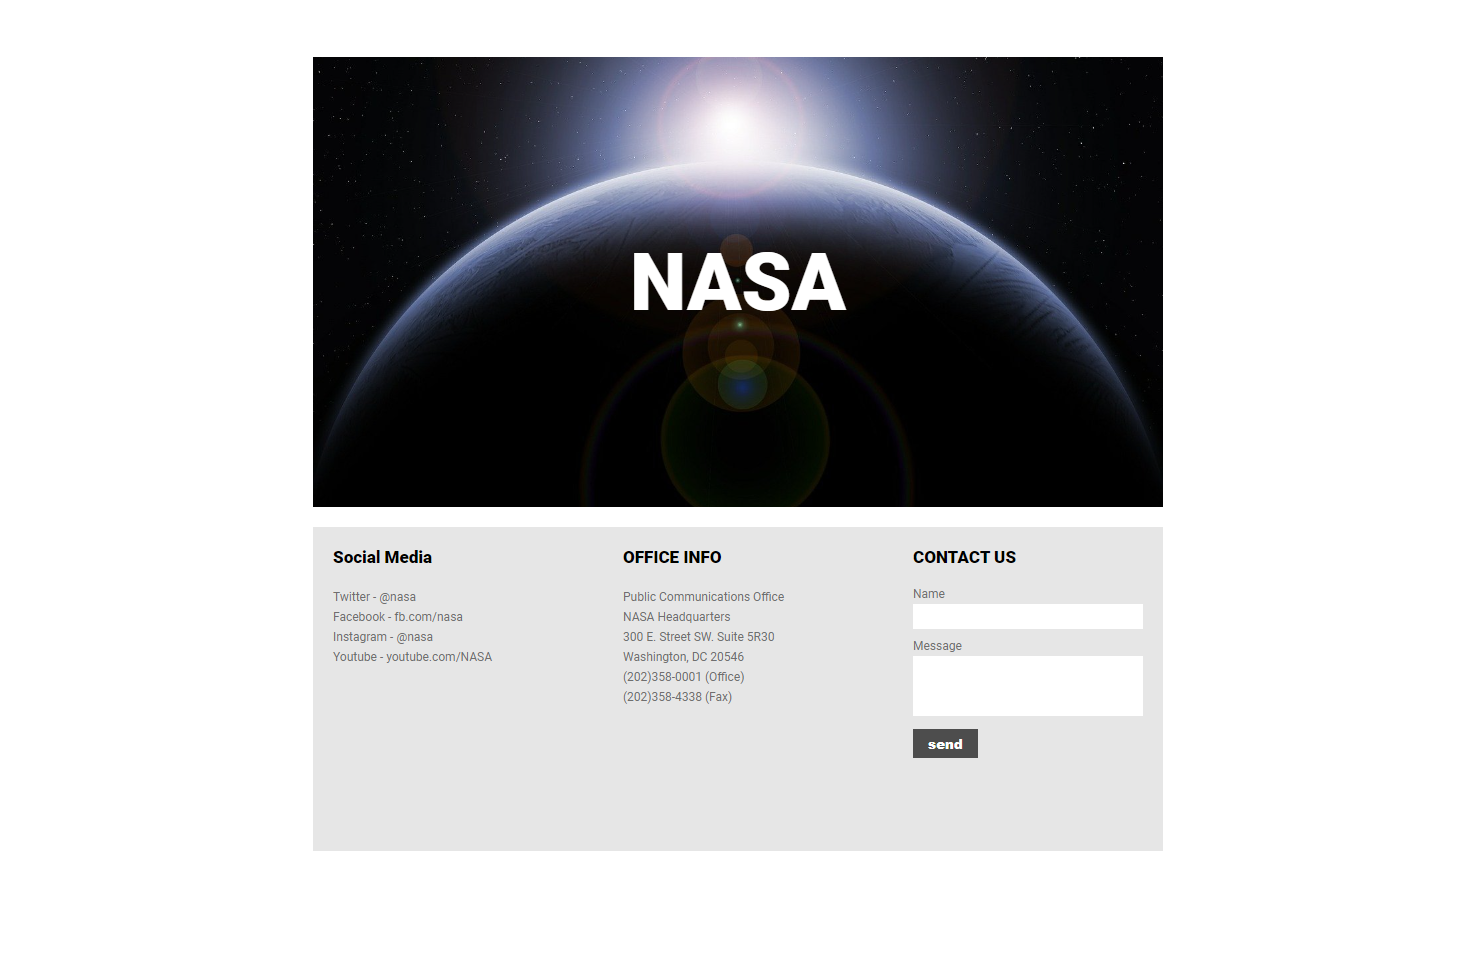 NASA
Social Media
Twitter - @nasa
Facebook - fb.com/nasa
Instagram - @nasa
Youtube - youtube.com/NASA
OFFICE INFO
Public Communications Office
NASA Headquarters
300 E. Street SW. Suite 5R30
Washington, DC 20546
(202)358-0001 (Office)
(202)358-4338 (Fax)
CONTACT US
Name
Message
send